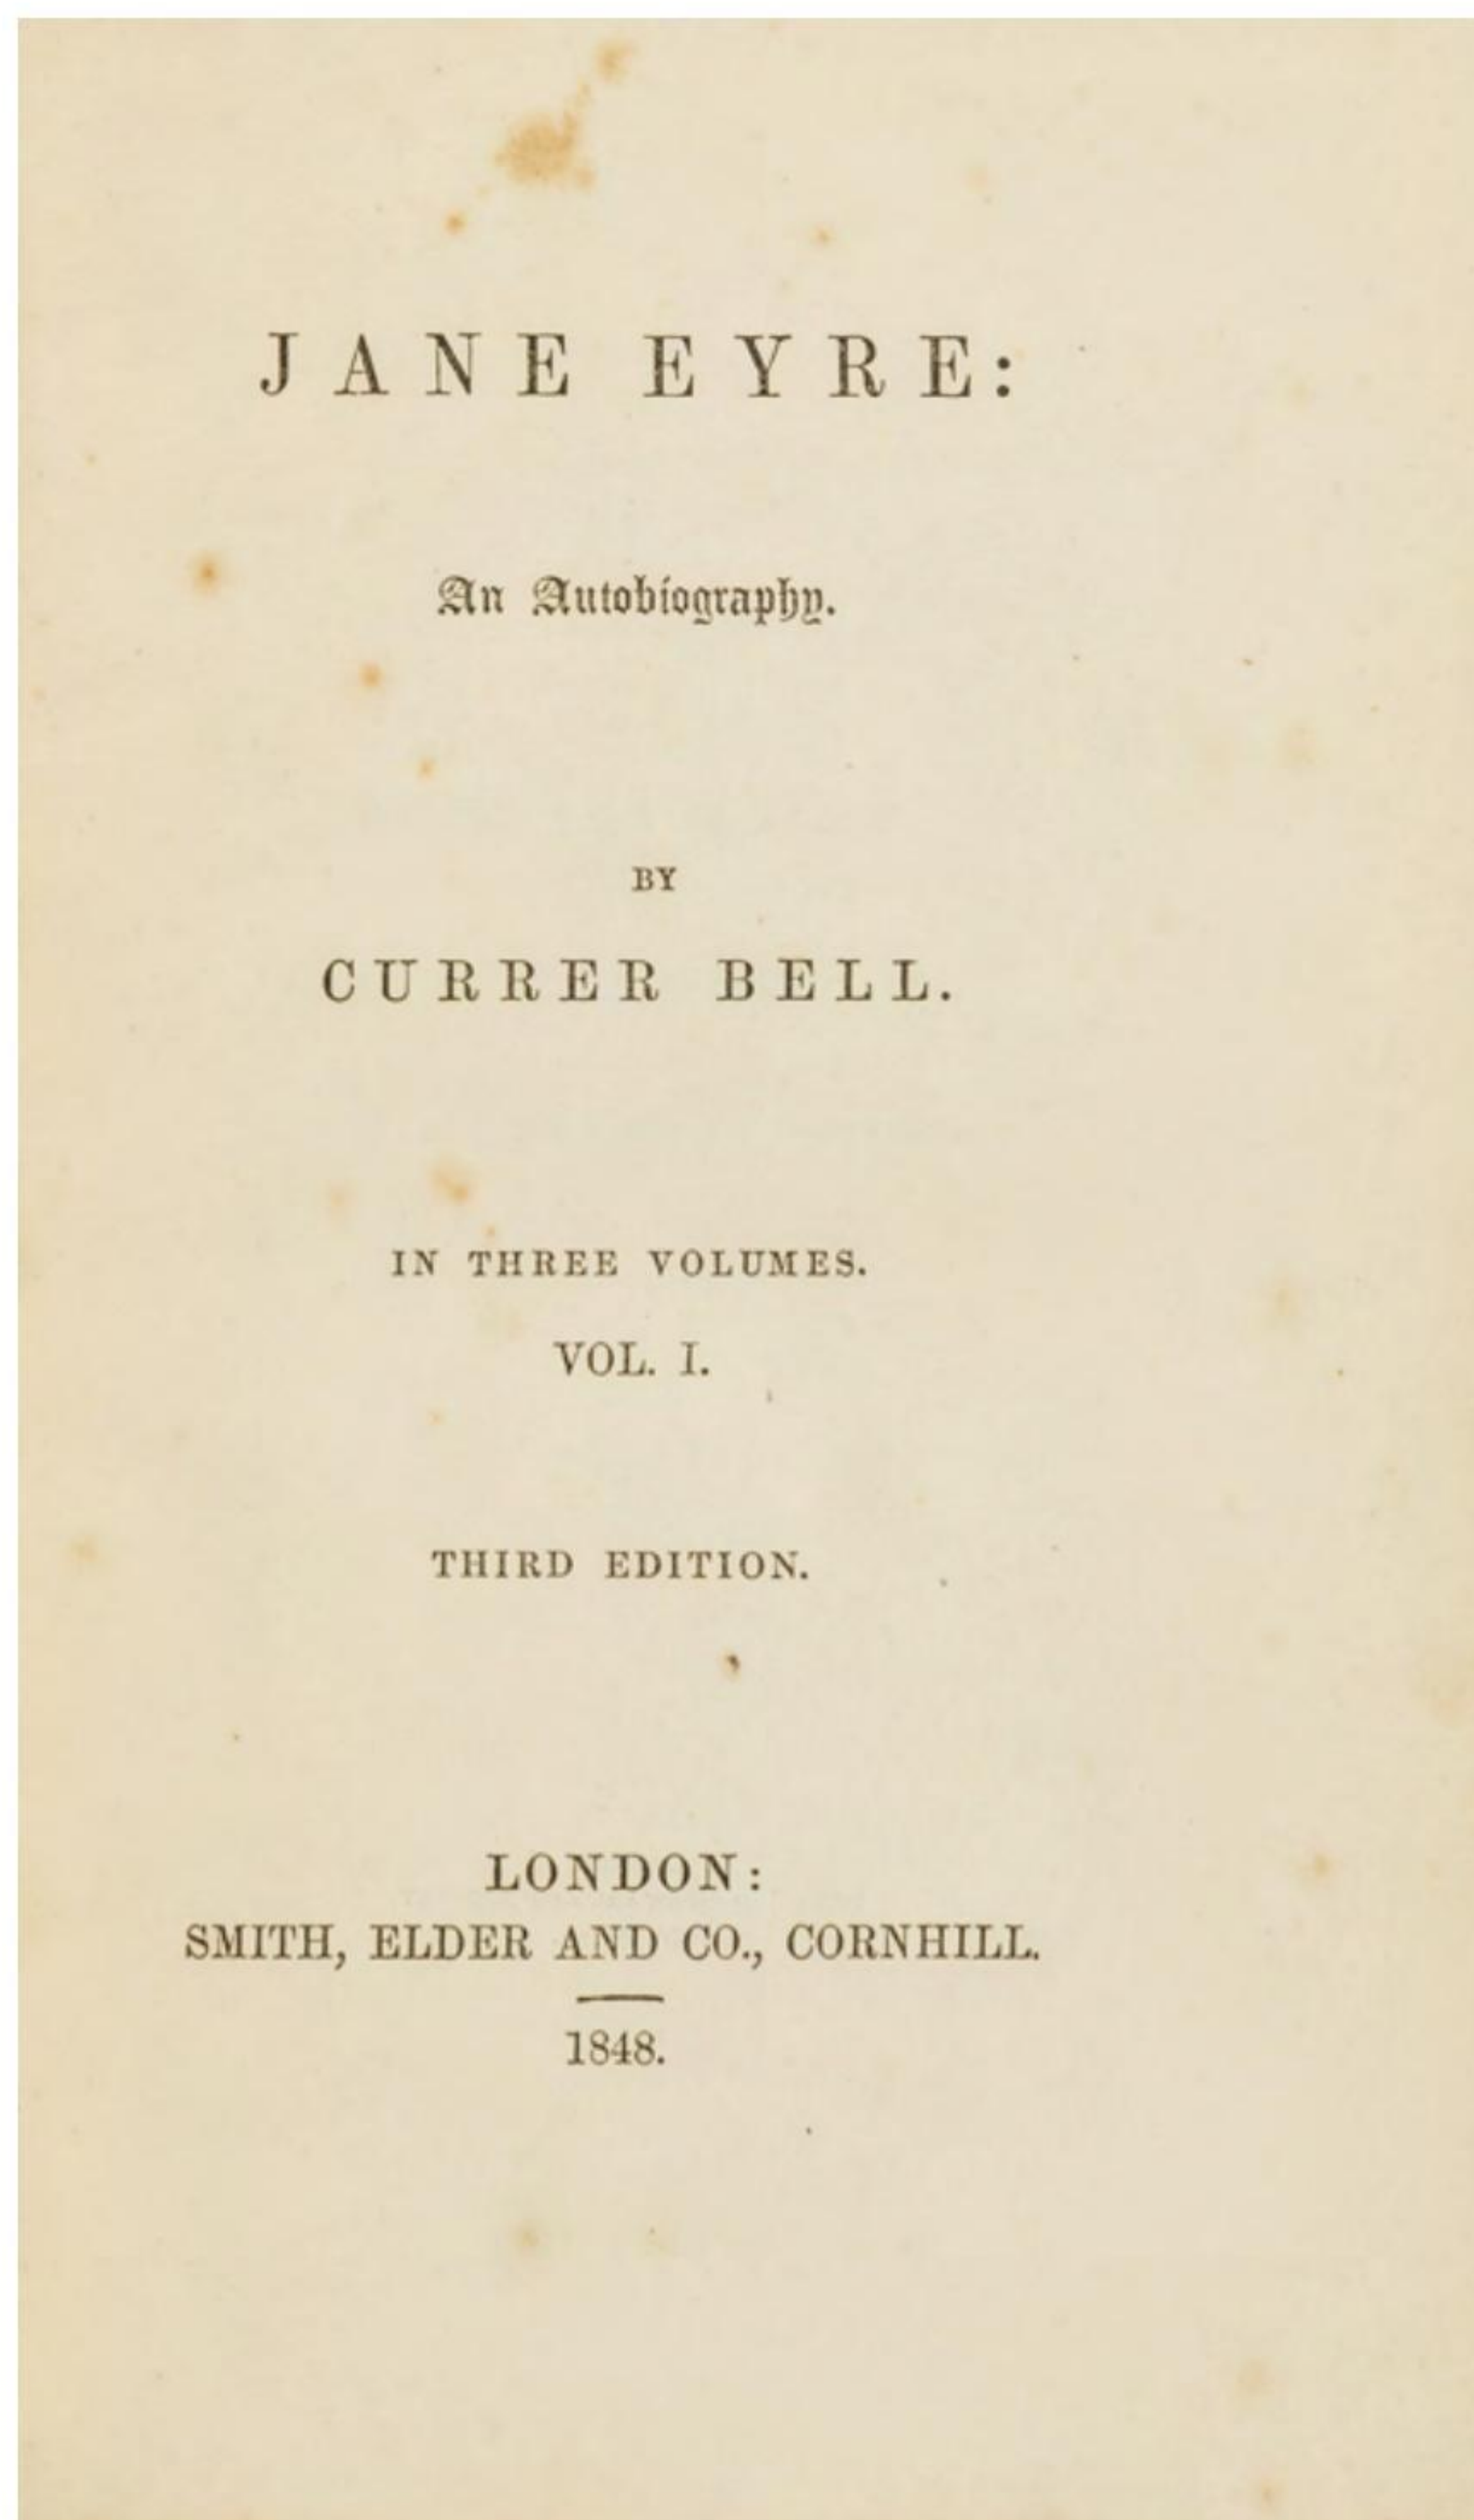 JANE EYRE:
An Autobiography.
BY
CURRER BELL.
IN THREE VOLUMES.
VOL. I.
THIRD EDITION.
LONDON:
SMITH, ELDER AND CO., CORNHILL.
1848.